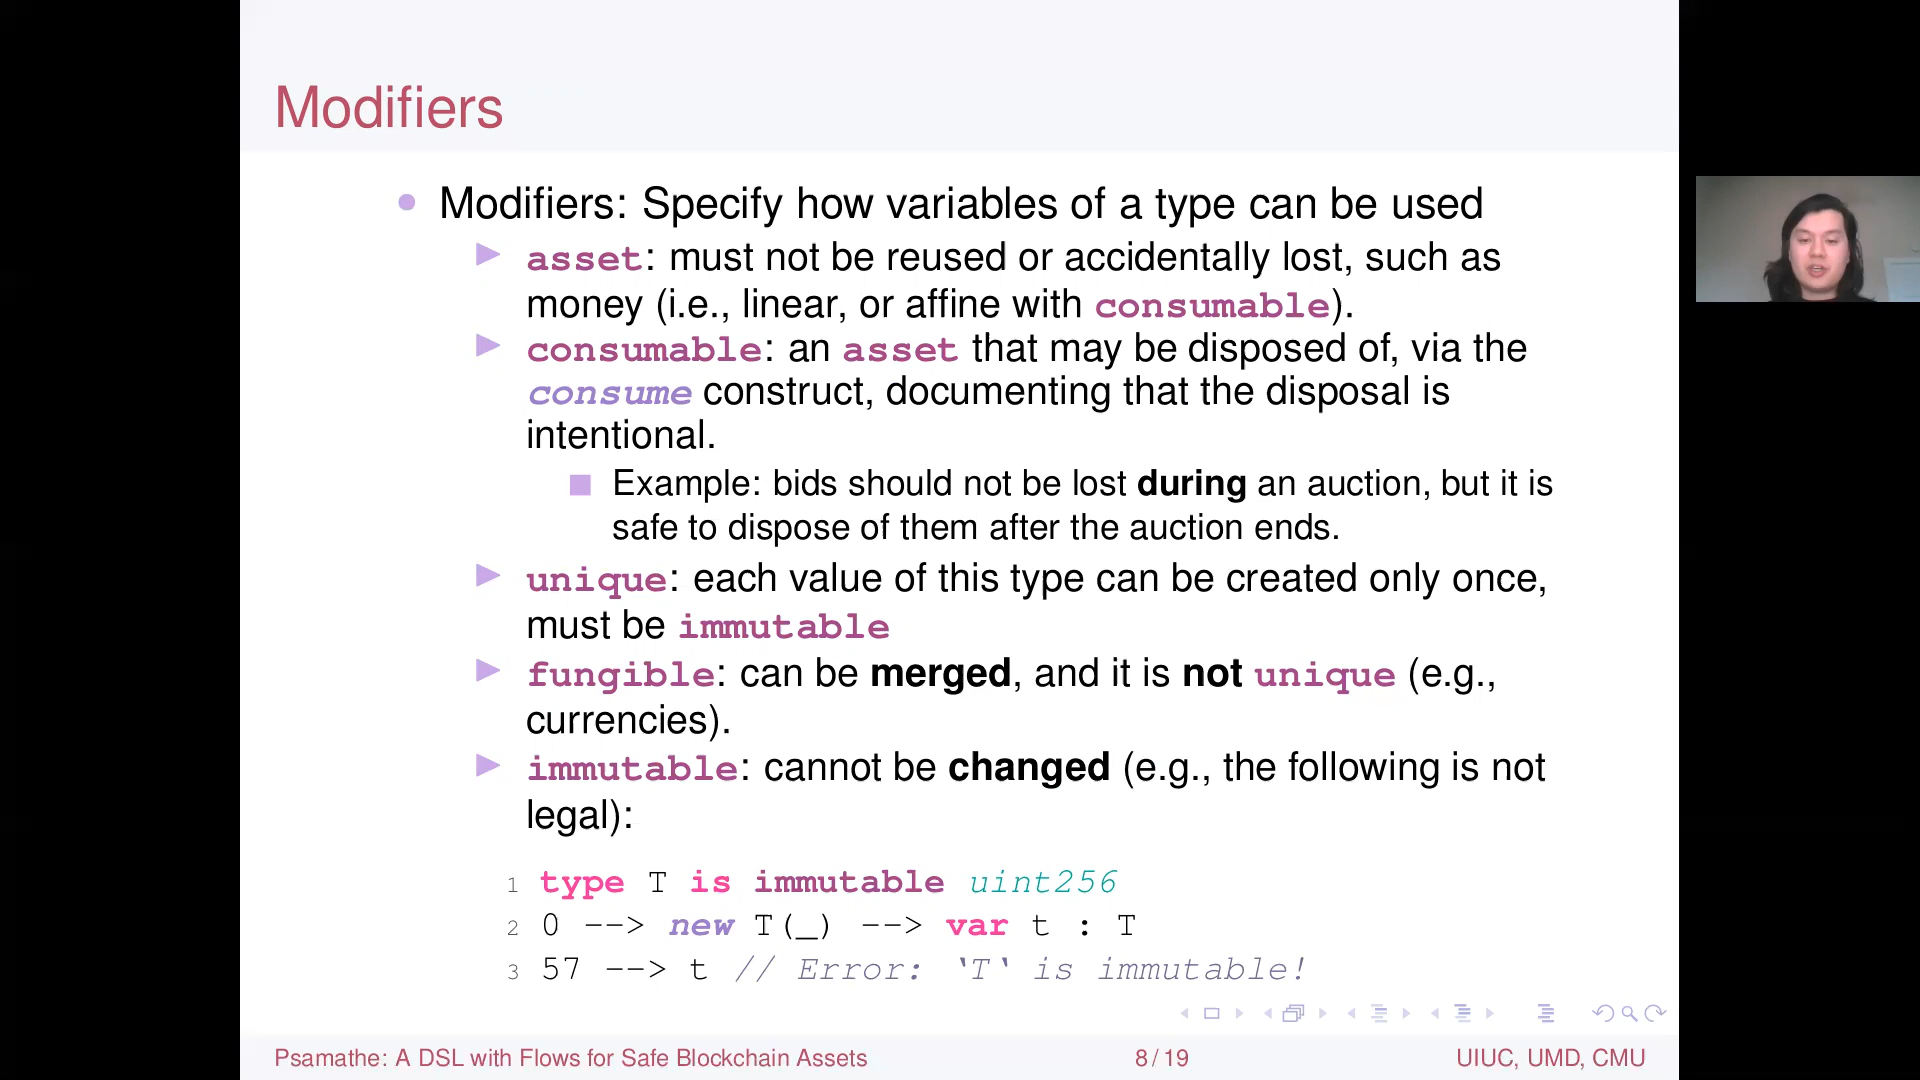 Modifiers
Modifiers: Specify how variables of a type can be used
asset: must not be reused or accidentally lost, such as
money (i.e., linear, or affine with consumable).
consumable: an asset that may be disposed of, via the
consume construct, documenting that the disposal is
intentional.
Example: bids should not be lost during an auction, but it is
safe to dispose of them after the auction ends.
unique: each value of this type can be created only once,
must be immutable
fungible: can be merged, and it is not unique (e.g.,
currencies).
immutable: cannot be changed (e.g., the following is not
legal):
1 type T is immutable uint256
2 0 --> new T(_) --> var t : T
3 57 --> t // Error: ‘T‘ is immutable!
Psamathe: A DSL with Flows for Safe Blockchain Assets 8/19 UIUC, UMD, CMU